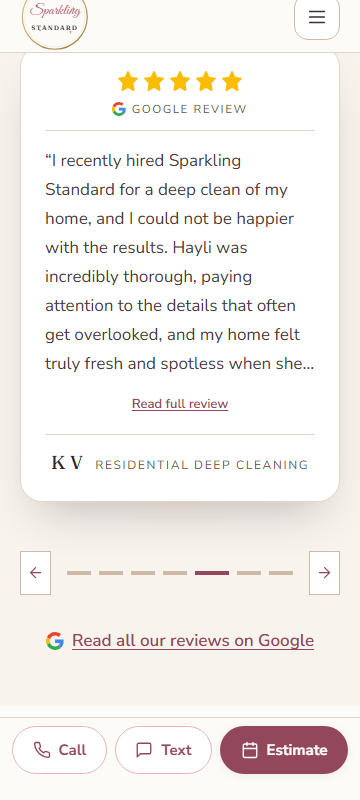 Sparkling
STANDARD
GOOGLE REVIEW
“I recently hired Sparkling
Standard for a deep clean of my
home, and I could not be happier
with the results. Hayli was
incredibly thorough, paying
attention to the details that often
get overlooked, and my home felt
truly fresh and spotless when she...
Read full review
K V RESIDENTIAL DEEP CLEANING
Read all our reviews on Google
Call Text Estimate